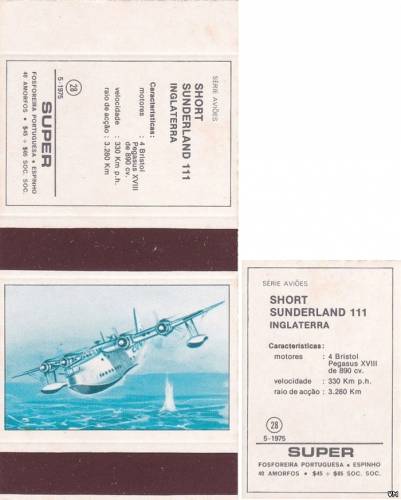 SÉRIE AVIÕES
SHORT
SUNDERLAND 111
INGLATERRA
Características:
motores : 4 Bristol
Pegasus XVIII
de 890 cv.
velocidade : 330 Km p.h.
raio de acção : 3.280 Km
28
5-1975
SUPER
FOSFOREIRA PORTUGUESA • ESPINHO
40 AMORFOS • $45 ÷ $65 SOC. SOC.
SÉRIE AVIÕES
SHORT
SUNDERLAND 111
INGLATERRA
Características:
motores : 4 Bristol
Pegasus XVIII
de 890 cv.
velocidade : 330 Km p.h.
raio de acção : 3.280 Km
28
5-1975
SUPER
FOSFOREIRA PORTUGUESA • ESPINHO
40 AMORFOS • $45 ÷ $65 SOC. SOC.